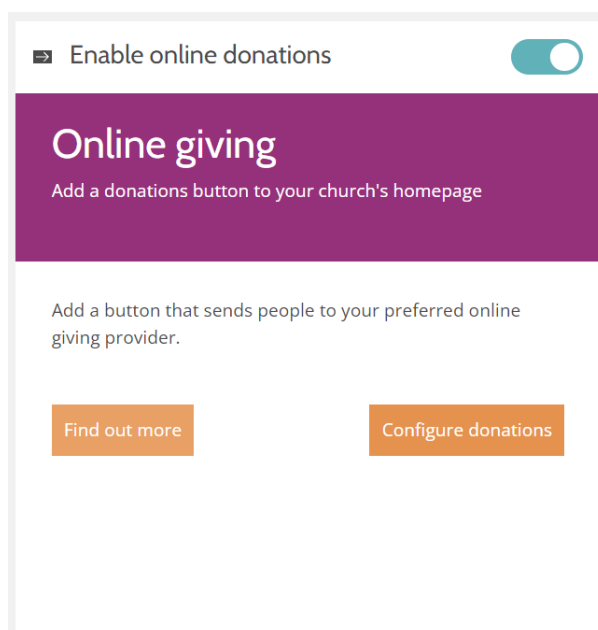 Enable online donations
Online giving
Add a donations button to your church's homepage
Add a button that sends people to your preferred online
giving provider.
Find out more
Configure donations